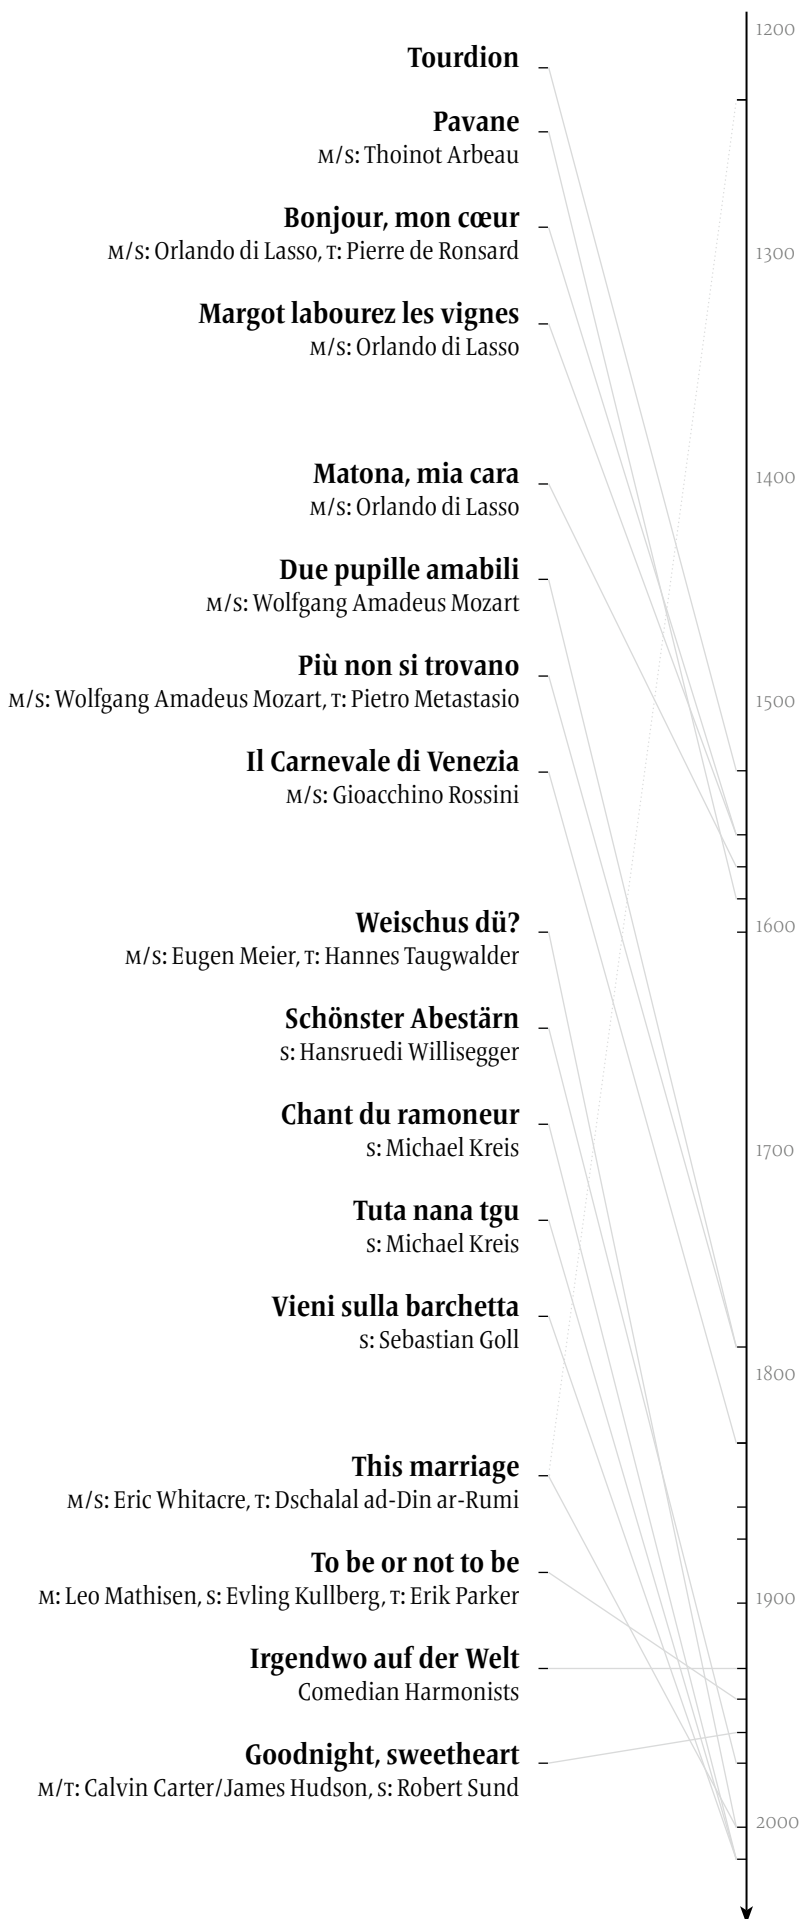 1200
Tourdion
Pavane
M/S: Thoinot Arbeau
Bonjour, mon cœur
M/S: Orlando di Lasso, T: Pierre de Ronsard
1300
Margot labourez les vignes
M/S: Orlando di Lasso
Matona, mia cara
1400
M/S: Orlando di Lasso
Due pupille amabili
M/S: Wolfgang Amadeus Mozart
Più non si trovano
M/S: Wolfgang Amadeus Mozart, T: Pietro Metastasio
1500
Il Carnevale di Venezia
M/S: Gioacchino Rossini
Weischus dü?
1600
M/S: Eugen Meier, T: Hannes Taugwalder
Schönster Abestärn
S: Hansruedi Willisegger
Chant du ramoneur
S: Michael Kreis
1700
Tuta nana tgu
S: Michael Kreis
Vieni sulla barchetta
S: Sebastian Goll
1800
This marriage
M/S: Eric Whitacre, T: Dschalal ad-Din ar-Rumi
To be or not to be
M: Leo Mathisen, S: Evling Kullberg, T: Erik Parker
1900
Irgendwo auf der Welt
Comedian Harmonists
Goodnight, sweetheart
M/T: Calvin Carter/James Hudson, S: Robert Sund
2000